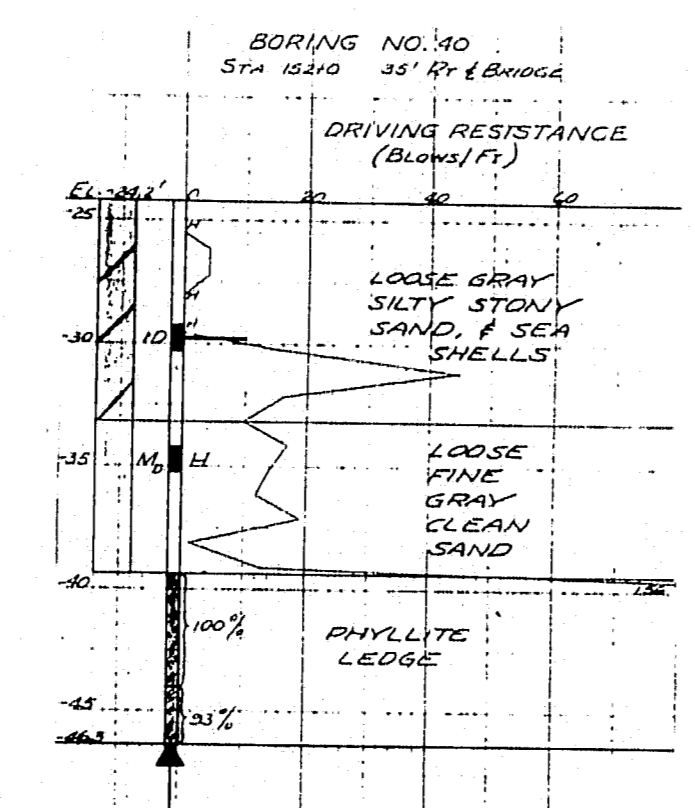 BORING NO. 40
STA 152+0 35' RT ℄ BRIDGE
DRIVING RESISTANCE
(BLOWS/FT)
EL. -24.2' 0 20 40 60
-25
H
LOOSE GRAY
SILTY STONY
SAND, & SEA
SHELLS
H
H
-30 1D
-35 MD H
LOOSE
FINE
GRAY
CLEAN
SAND
-40
100%
PHYLLITE
LEDGE
-45
93%
-46.3